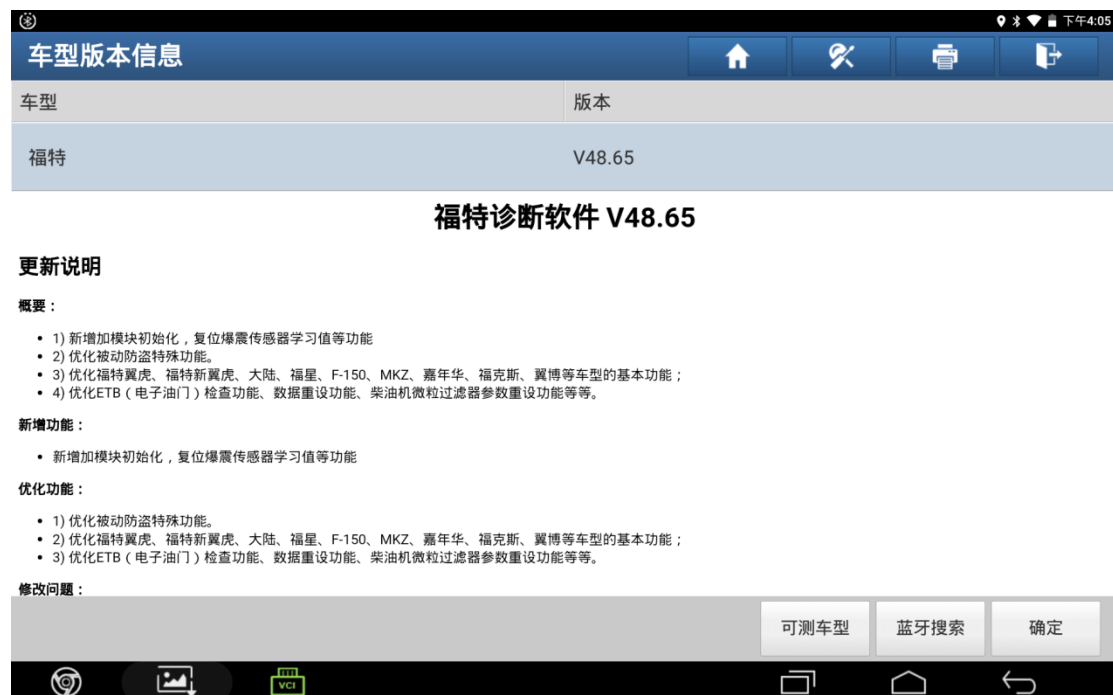 下午4:05
车型版本信息
车型 版本
福特 V48.65
福特诊断软件 V48.65
更新说明
概要：
• 1) 新增加模块初始化，复位爆震传感器学习值等功能
• 2) 优化被动防盗特殊功能。
• 3) 优化福特翼虎、福特新翼虎、大陆、福星、F-150、MKZ、嘉年华、福克斯、翼博等车型的基本功能；
• 4) 优化ETB（电子油门）检查功能、数据重设功能、柴油机微粒过滤器参数重设功能等等。
新增功能：
• 新增加模块初始化，复位爆震传感器学习值等功能
优化功能：
• 1) 优化被动防盗特殊功能。
• 2) 优化福特翼虎、福特新翼虎、大陆、福星、F-150、MKZ、嘉年华、福克斯、翼博等车型的基本功能；
• 3) 优化ETB（电子油门）检查功能、数据重设功能、柴油机微粒过滤器参数重设功能等等。
修改问题：
可测车型 蓝牙搜索 确定
VCI